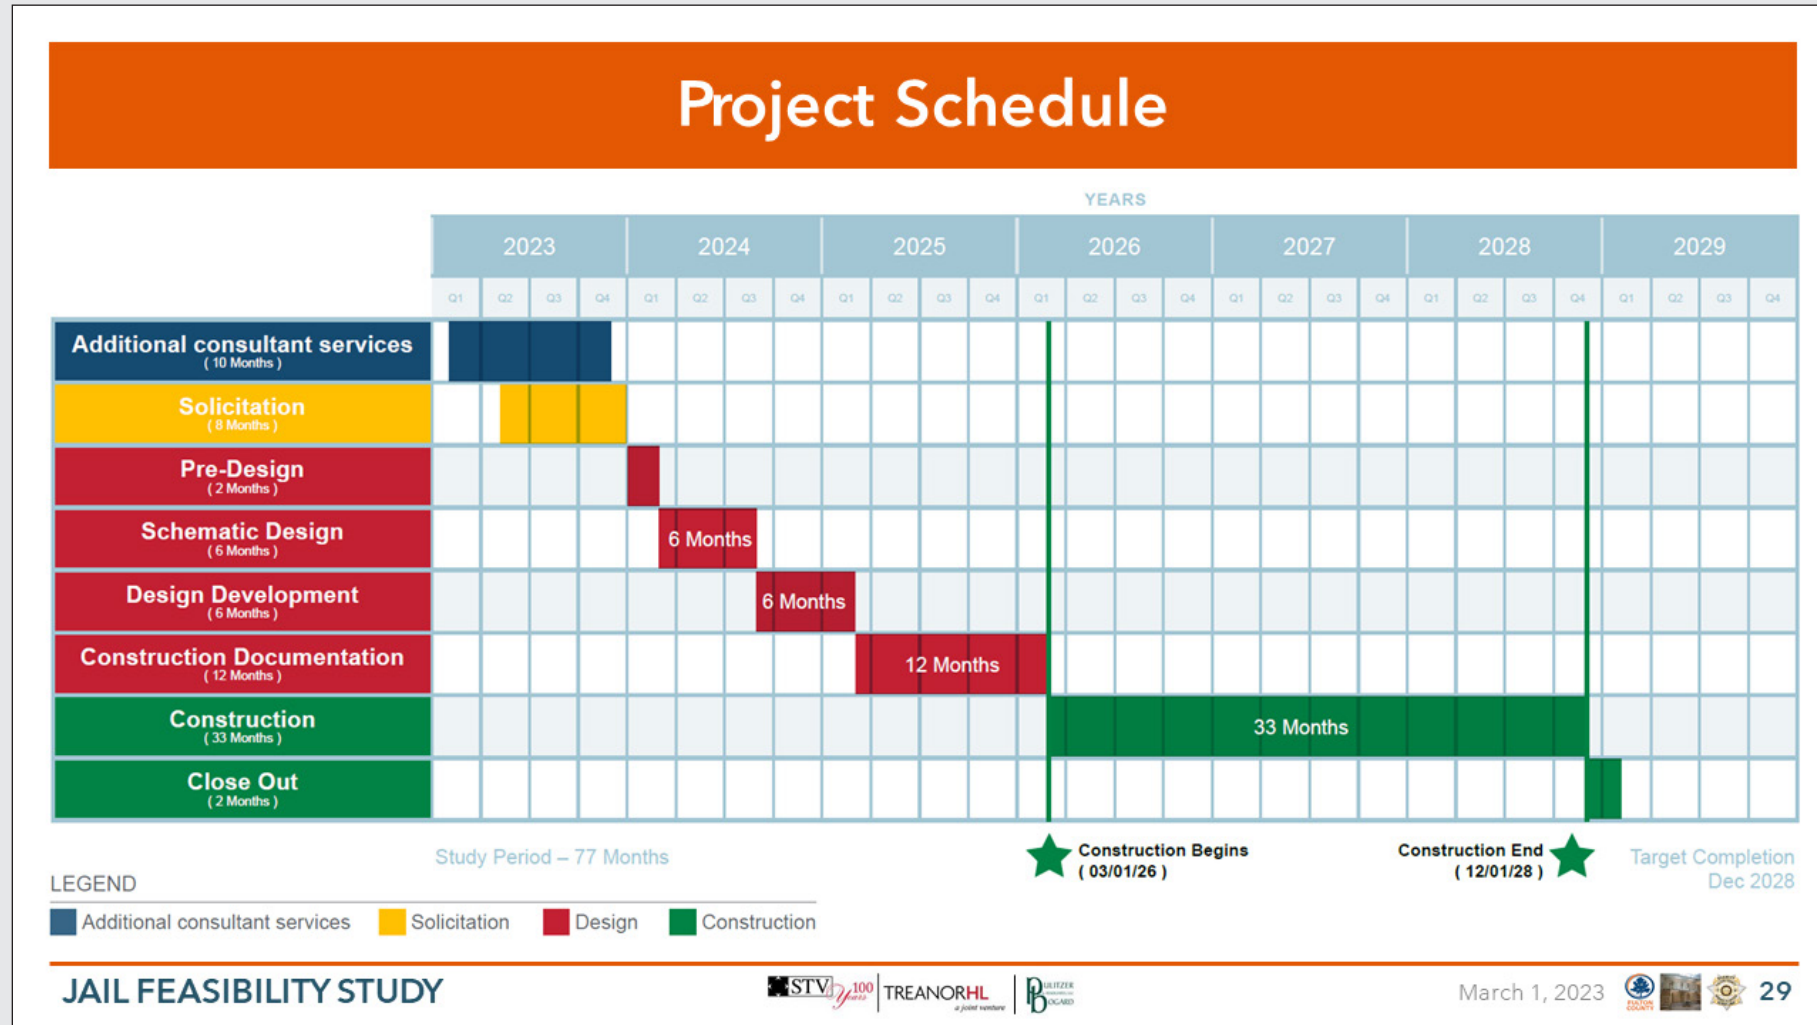 Project Schedule
YEARS
2023 2024 2025 2026 2027 2028 2029
Q1 Q2 Q3 Q4 Q1 Q2 Q3 Q4 Q1 Q2 Q3 Q4 Q1 Q2 Q3 Q4 Q1 Q2 Q3 Q4 Q1 Q2 Q3 Q4 Q1 Q2 Q3 Q4
Additional consultant services
( 10 Months )
Solicitation
( 8 Months )
Pre-Design
( 2 Months )
Schematic Design
( 6 Months )
6 Months
Design Development
( 6 Months )
6 Months
Construction Documentation
( 12 Months )
12 Months
Construction
( 33 Months )
33 Months
Close Out
( 2 Months )
Study Period – 77 Months
Construction Begins
( 03/01/26 )
Construction End
( 12/01/28 )
Target Completion
Dec 2028
LEGEND
Additional consultant services Solicitation Design Construction
JAIL FEASIBILITY STUDY
STV 100
Years
TREANORHL
a joint venture
PULITZER
BOGARD
March 1, 2023
FULTON
COUNTY
29